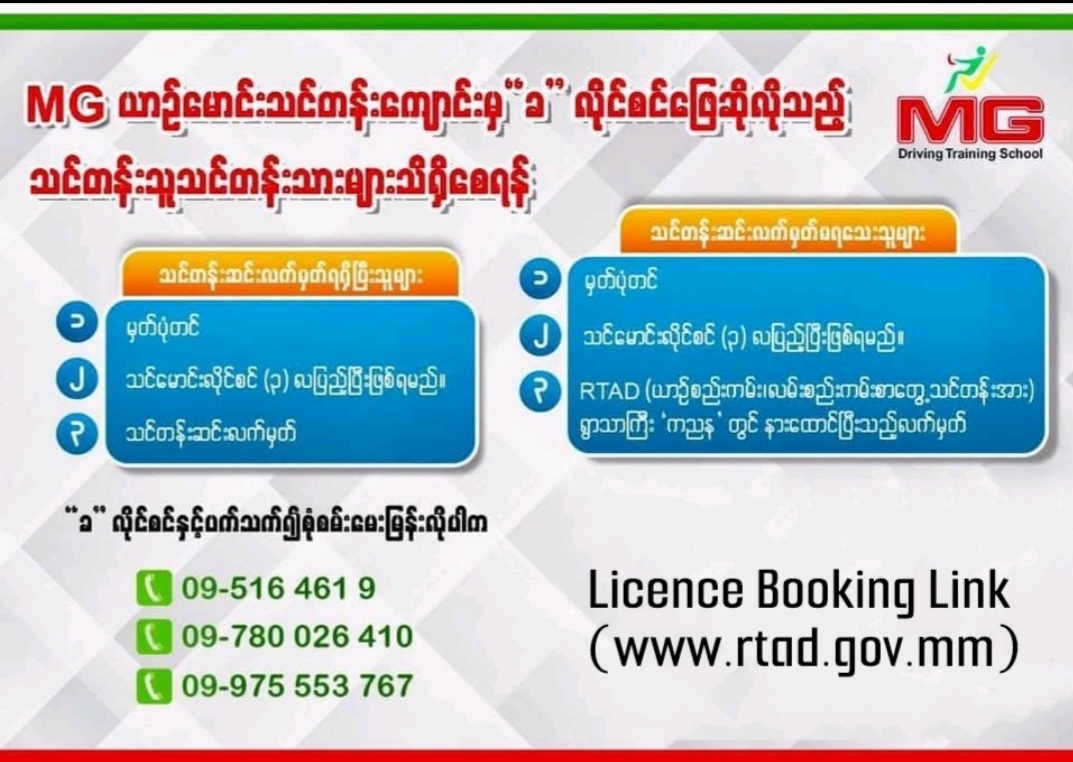 MG ယာဉ်မောင်းသင်တန်းကျောင်းမှ “ခ” လိုင်စင်ဖြေဆိုလိုသည့်
သင်တန်းသူသင်တန်းသားများသိရှိစေရန်
MG
Driving Training School
သင်တန်းဆင်းလက်မှတ်ရရှိပြီးသူများ
၁ မှတ်ပုံတင်
၂ သင်မောင်းလိုင်စင် (၃) လပြည့်ပြီးဖြစ်ရမည်။
၃ သင်တန်းဆင်းလက်မှတ်
သင်တန်းဆင်းလက်မှတ်မရသေးသူများ
၁ မှတ်ပုံတင်
၂ သင်မောင်းလိုင်စင် (၃) လပြည့်ပြီးဖြစ်ရမည်။
၃ RTAD (ယာဉ်စည်းကမ်း၊လမ်းစည်းကမ်းစာတွေ့သင်တန်းအား)
ရွာသာကြီး ‘ကညန’ တွင် နားထောင်ပြီးသည့်လက်မှတ်
“ခ” လိုင်စင်နှင့်ပက်သက်၍စုံစမ်းမေးမြန်းလိုပါက
09-516 461 9
09-780 026 410
09-975 553 767
Licence Booking Link
(www.rtad.gov.mm)